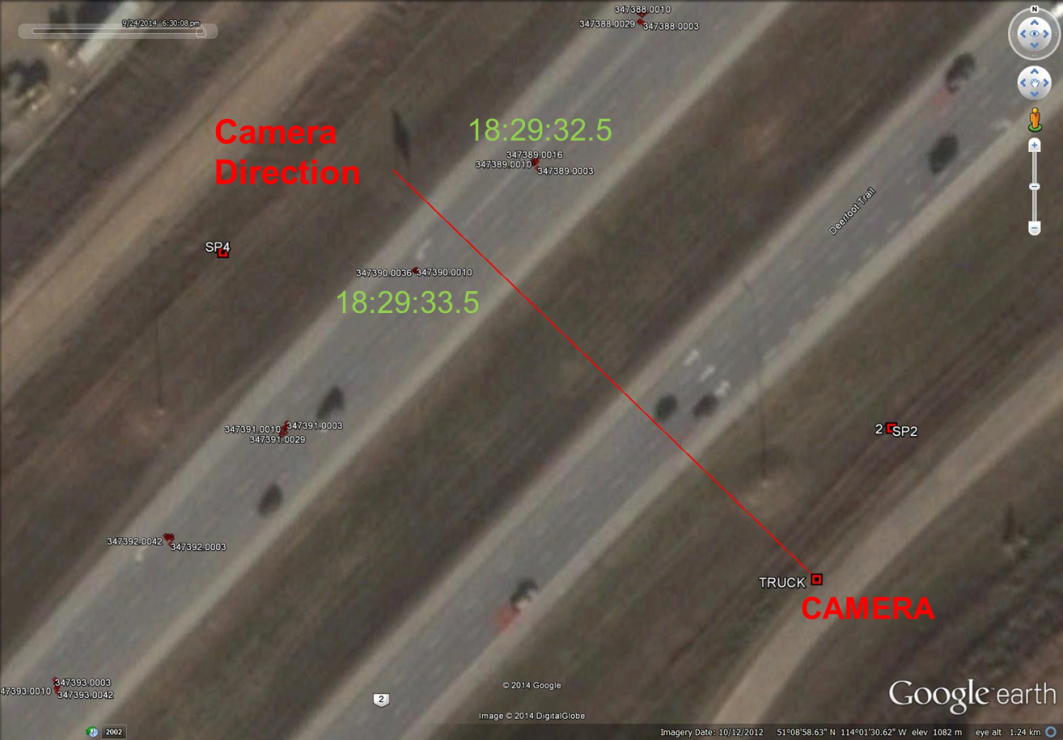 9/24/2014 6:30:08 pm
N
347388.0010
347388.0029
347388.0003
Camera
Direction
18:29:32.5
347389.0016
347389.0010
347389.0003
Deerfoot Trail
SP4
347390.0036
347390.0010
18:29:33.5
347391.0010
347391.0003
347391.0029
2
SP2
347392.0042
347392.0003
TRUCK
CAMERA
347393.0003
347393.0010
347393.0042
2
© 2014 Google
Google earth
Image © 2014 DigitalGlobe
2002
Imagery Date: 10/12/2012 51°08'58.63" N 114°01'30.62" W elev 1082 m eye alt 1.24 km